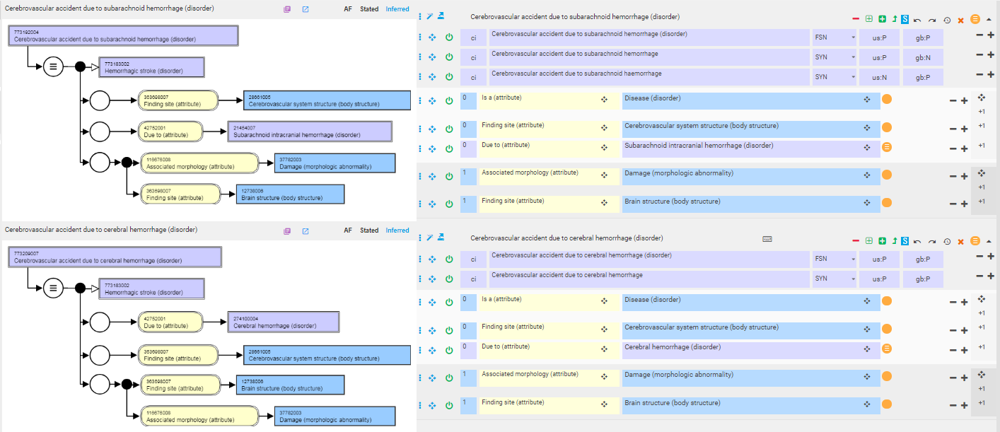 Cerebrovascular accident due to subarachnoid hemorrhage (disorder)
AF Stated Inferred
773192004
Cerebrovascular accident due to subarachnoid hemorrhage (disorder)
773183002
Hemorrhagic stroke (disorder)
363698007
Finding site (attribute)
28661005
Cerebrovascular system structure (body structure)
42752001
Due to (attribute)
21454007
Subarachnoid intracranial hemorrhage (disorder)
116676008
Associated morphology (attribute)
37782003
Damage (morphologic abnormality)
363698007
Finding site (attribute)
12738006
Brain structure (body structure)
Cerebrovascular accident due to subarachnoid hemorrhage (disorder)
S
ci Cerebrovascular accident due to subarachnoid hemorrhage (disorder) FSN us:P gb:P
ci Cerebrovascular accident due to subarachnoid hemorrhage SYN us:P gb:N
ci Cerebrovascular accident due to subarachnoid haemorrhage SYN us:N gb:P
0 Is a (attribute) Disease (disorder)
+1
0 Finding site (attribute) Cerebrovascular system structure (body structure) +1
0 Due to (attribute) Subarachnoid intracranial hemorrhage (disorder) +1
1 Associated morphology (attribute) Damage (morphologic abnormality)
+1
1 Finding site (attribute) Brain structure (body structure) +1
Cerebrovascular accident due to cerebral hemorrhage (disorder)
AF Stated Inferred
773209007
Cerebrovascular accident due to cerebral hemorrhage (disorder)
773183002
Hemorrhagic stroke (disorder)
42752001
Due to (attribute)
274100004
Cerebral hemorrhage (disorder)
363698007
Finding site (attribute)
28661005
Cerebrovascular system structure (body structure)
363698007
Finding site (attribute)
12738006
Brain structure (body structure)
116676008
Associated morphology (attribute)
37782003
Damage (morphologic abnormality)
Cerebrovascular accident due to cerebral hemorrhage (disorder)
S
ci Cerebrovascular accident due to cerebral hemorrhage (disorder) FSN us:P gb:P
ci Cerebrovascular accident due to cerebral hemorrhage SYN us:P gb:P
0 Is a (attribute) Disease (disorder)
+1
0 Finding site (attribute) Cerebrovascular system structure (body structure) +1
0 Due to (attribute) Cerebral hemorrhage (disorder) +1
1 Associated morphology (attribute) Damage (morphologic abnormality)
+1
1 Finding site (attribute) Brain structure (body structure) +1